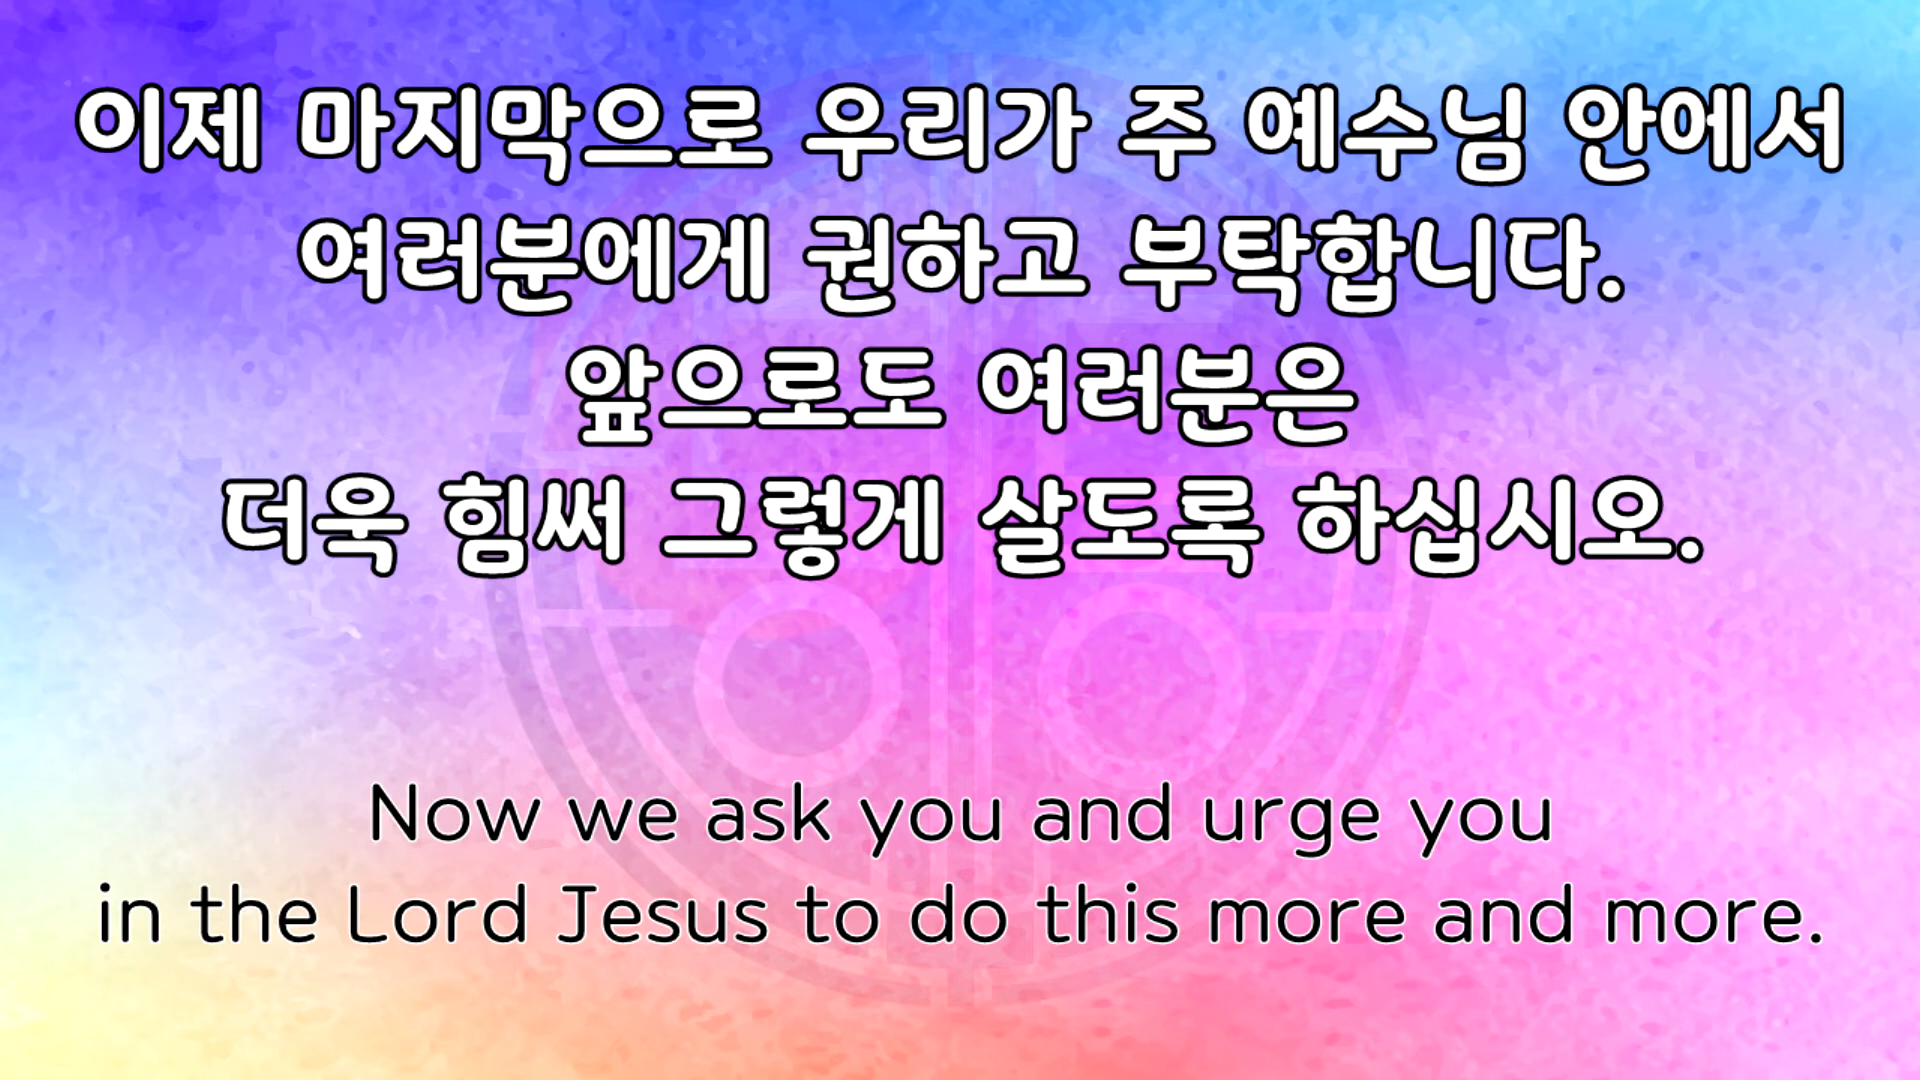 이제 마지막으로 우리가 주 예수님 안에서
여러분에게 권하고 부탁합니다.
앞으로도 여러분은
더욱 힘써 그렇게 살도록 하십시오.
Now we ask you and urge you
in the Lord Jesus to do this more and more.